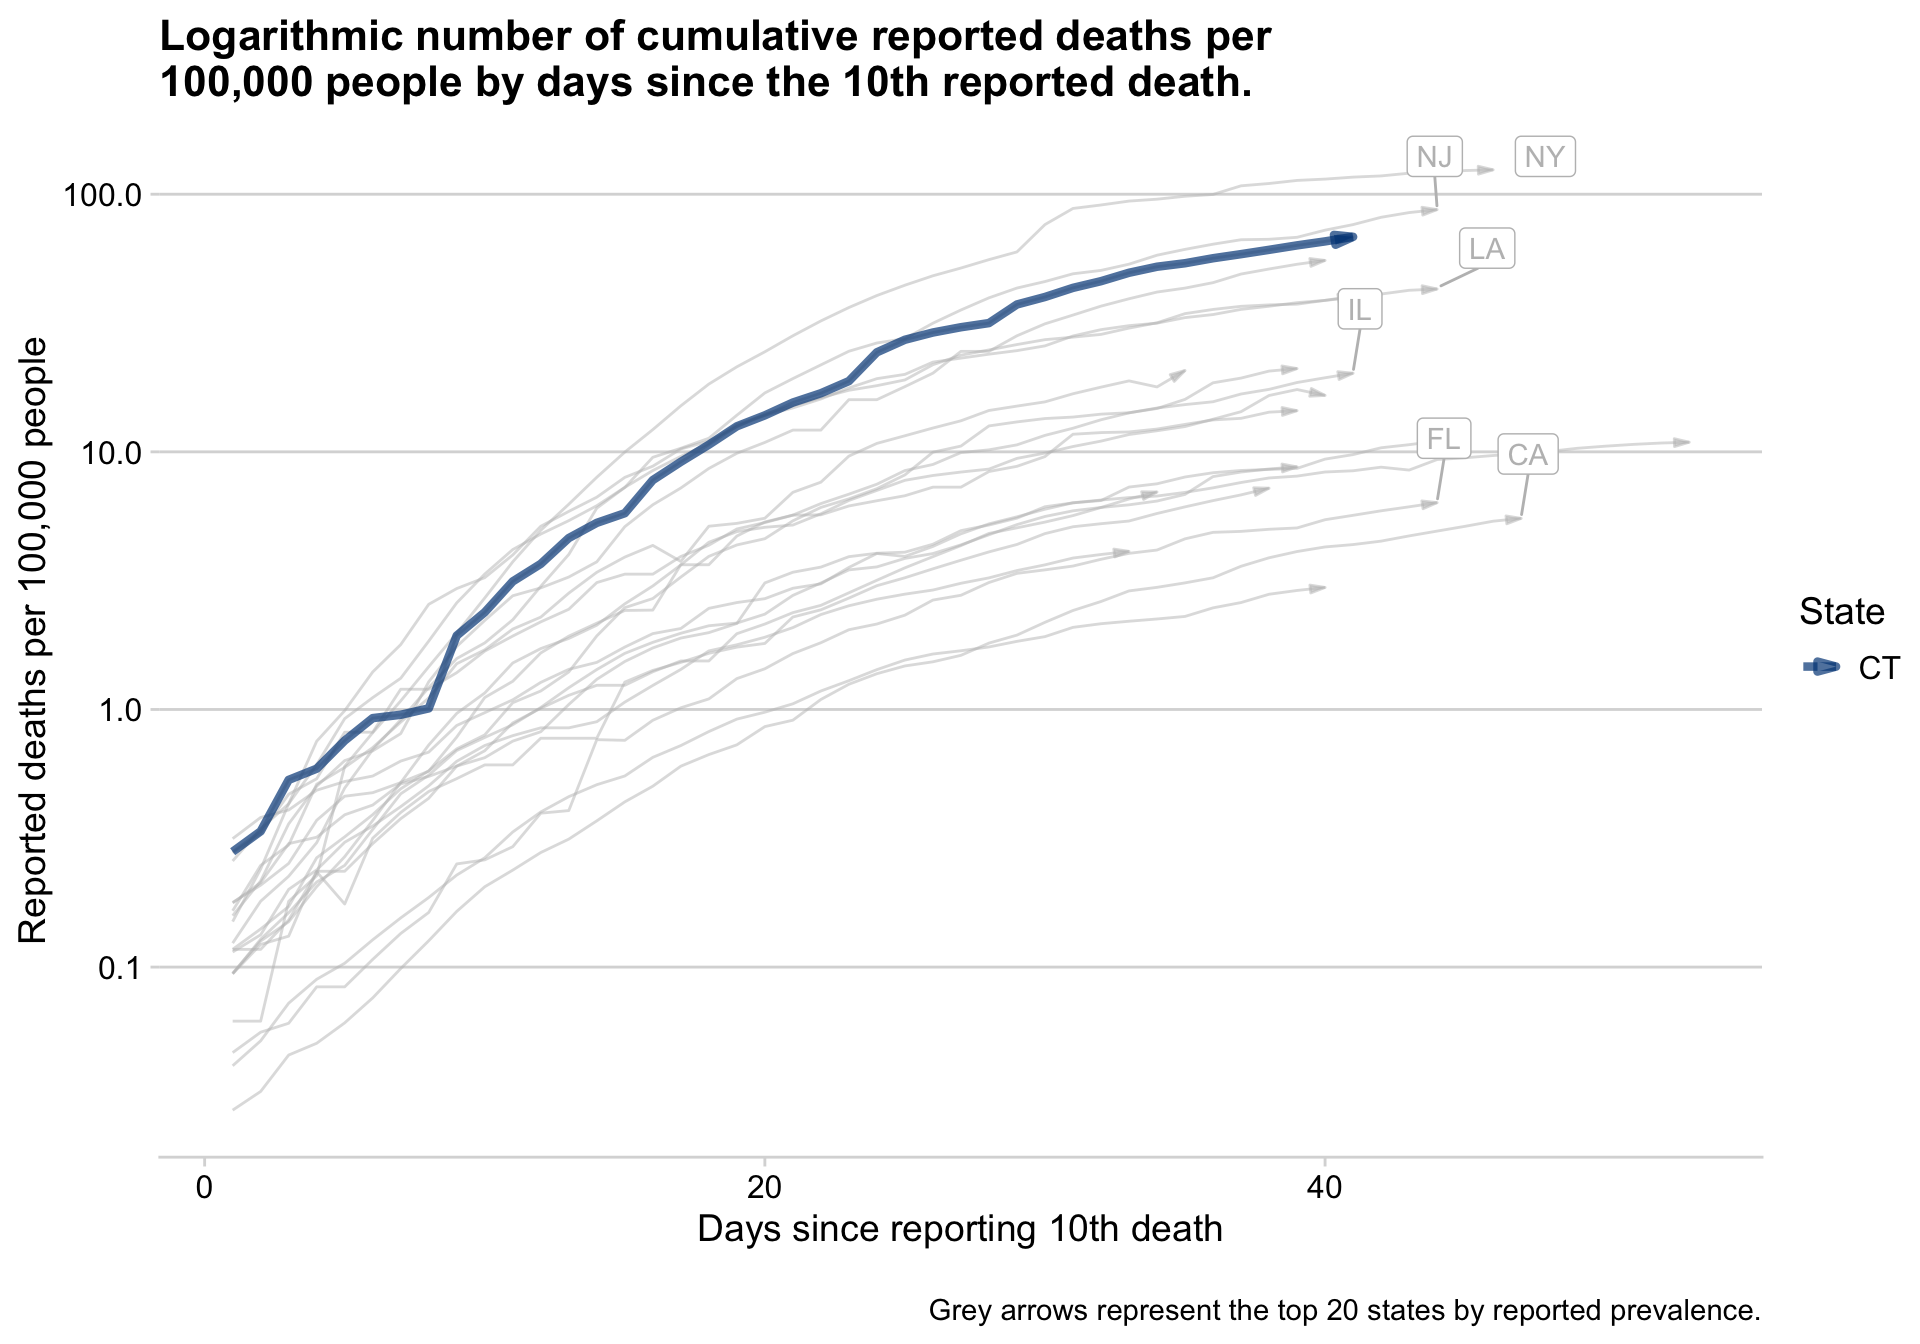 Logarithmic number of cumulative reported deaths per
100,000 people by days since the 10th reported death.
NJ
NY
100.0
LA
IL
FL
CA
10.0
1.0
0.1
Reported deaths per 100,000 people
State
CT
0
20
40
Days since reporting 10th death
Grey arrows represent the top 20 states by reported prevalence.